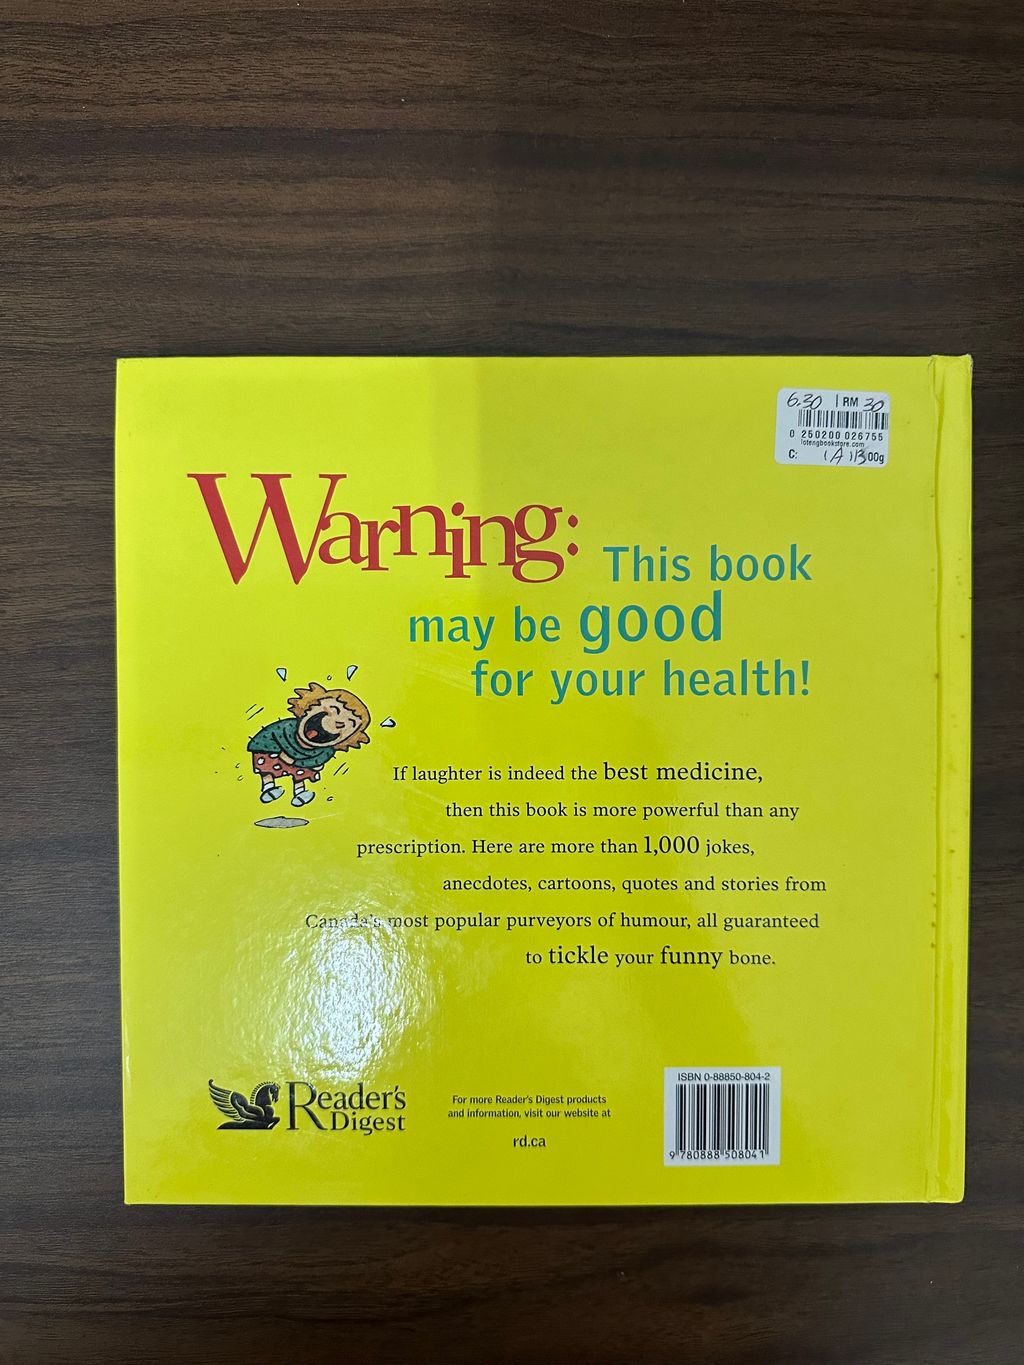 6.30 | RM 30
0 250200 026755
lotengbookstore.com
C: (A) 1300g
Warning: This book
may be good
for your health!
If laughter is indeed the best medicine,
then this book is more powerful than any
prescription. Here are more than 1,000 jokes,
anecdotes, cartoons, quotes and stories from
Canada's most popular purveyors of humour, all guaranteed
to tickle your funny bone.
Reader's
Digest
For more Reader's Digest products
and information, visit our website at
rd.ca
ISBN 0-88850-804-2
9 780888 508041